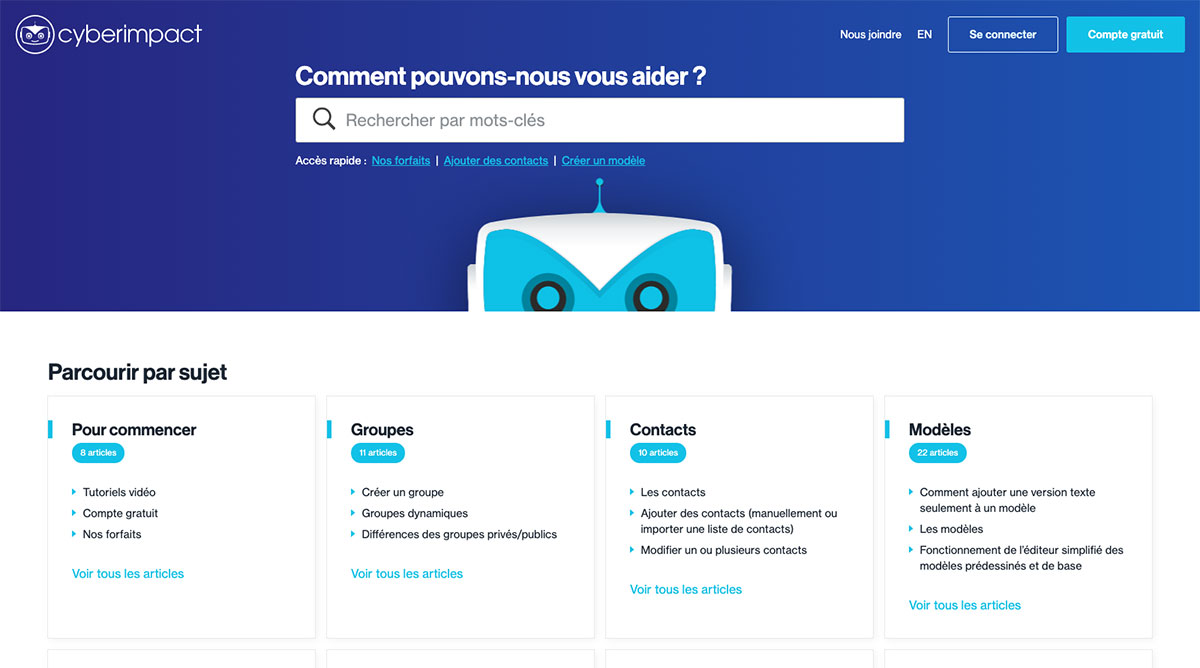 cyberimpact
Nous joindre EN Se connecter Compte gratuit
Comment pouvons-nous vous aider ?
Rechercher par mots-clés
Accès rapide : Nos forfaits | Ajouter des contacts | Créer un modèle
Parcourir par sujet
Pour commencer
8 articles
Tutoriels vidéo
Compte gratuit
Nos forfaits
Voir tous les articles
Groupes
11 articles
Créer un groupe
Groupes dynamiques
Différences des groupes privés/publics
Voir tous les articles
Contacts
10 articles
Les contacts
Ajouter des contacts (manuellement ou
importer une liste de contacts)
Modifier un ou plusieurs contacts
Voir tous les articles
Modèles
22 articles
Comment ajouter une version texte
seulement à un modèle
Les modèles
Fonctionnement de l'éditeur simplifié des
modèles prédessinés et de base
Voir tous les articles